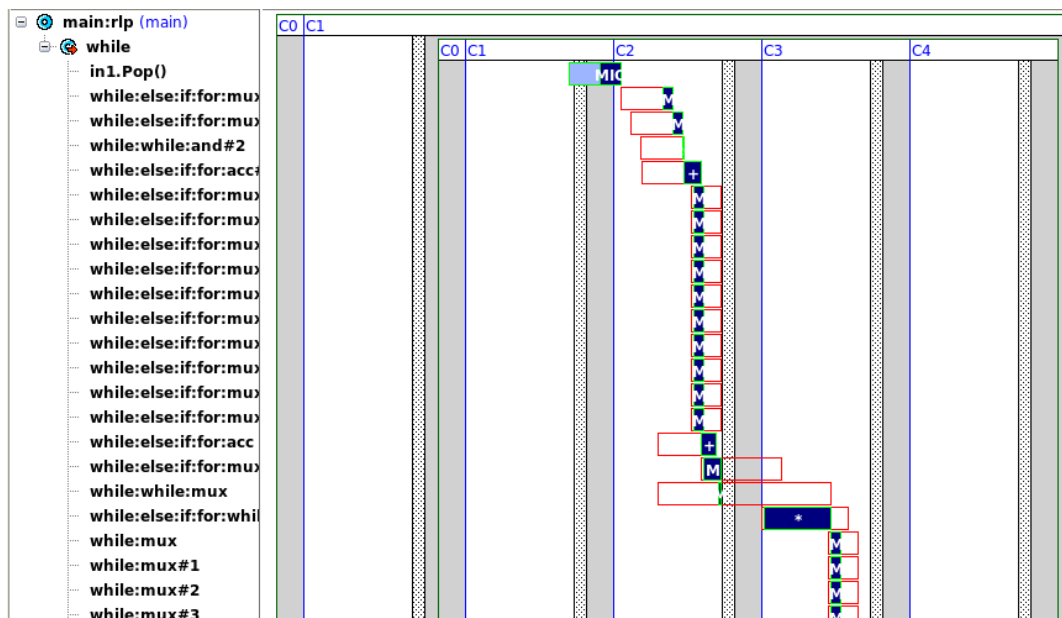 main:rlp (main)
while
in1.Pop()
while:else:if:for:mux
while:else:if:for:mux
while:while:and#2
while:else:if:for:acc#
while:else:if:for:mux
while:else:if:for:mux
while:else:if:for:mux
while:else:if:for:mux
while:else:if:for:mux
while:else:if:for:mux
while:else:if:for:mux
while:else:if:for:mux
while:else:if:for:mux
while:else:if:for:mux
while:else:if:for:acc
while:else:if:for:mux
while:while:mux
while:else:if:for:whil
while:mux
while:mux#1
while:mux#2
while:mux#3
C0 C1
C0 C1 C2 C3 C4
MIO
M
M
+
M
M
M
M
M
M
M
M
M
M
+
M
*
M
M
M
M